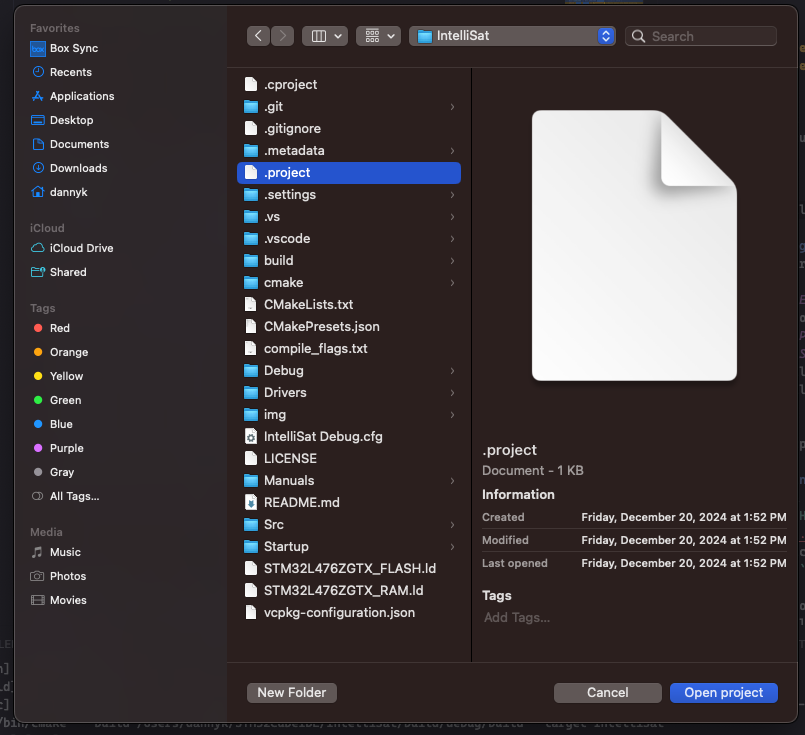 Favorites
Box Sync
Recents
Applications
Desktop
Documents
Downloads
dannyk
iCloud
iCloud Drive
Shared
Tags
Red
Orange
Yellow
Green
Blue
Purple
Gray
All Tags...
Media
Music
Photos
Movies
IntelliSat
Search
.cproject
.git
.gitignore
.metadata
.project
.settings
.vs
.vscode
build
cmake
CMakeLists.txt
CMakePresets.json
compile_flags.txt
Debug
Drivers
img
IntelliSat Debug.cfg
LICENSE
Manuals
README.md
Src
Startup
STM32L476ZGTX_FLASH.ld
STM32L476ZGTX_RAM.ld
vcpkg-configuration.json
.project
Document - 1 KB
Information
Created Friday, December 20, 2024 at 1:52 PM
Modified Friday, December 20, 2024 at 1:52 PM
Last opened Friday, December 20, 2024 at 1:52 PM
Tags
Add Tags...
New Folder
Cancel
Open project